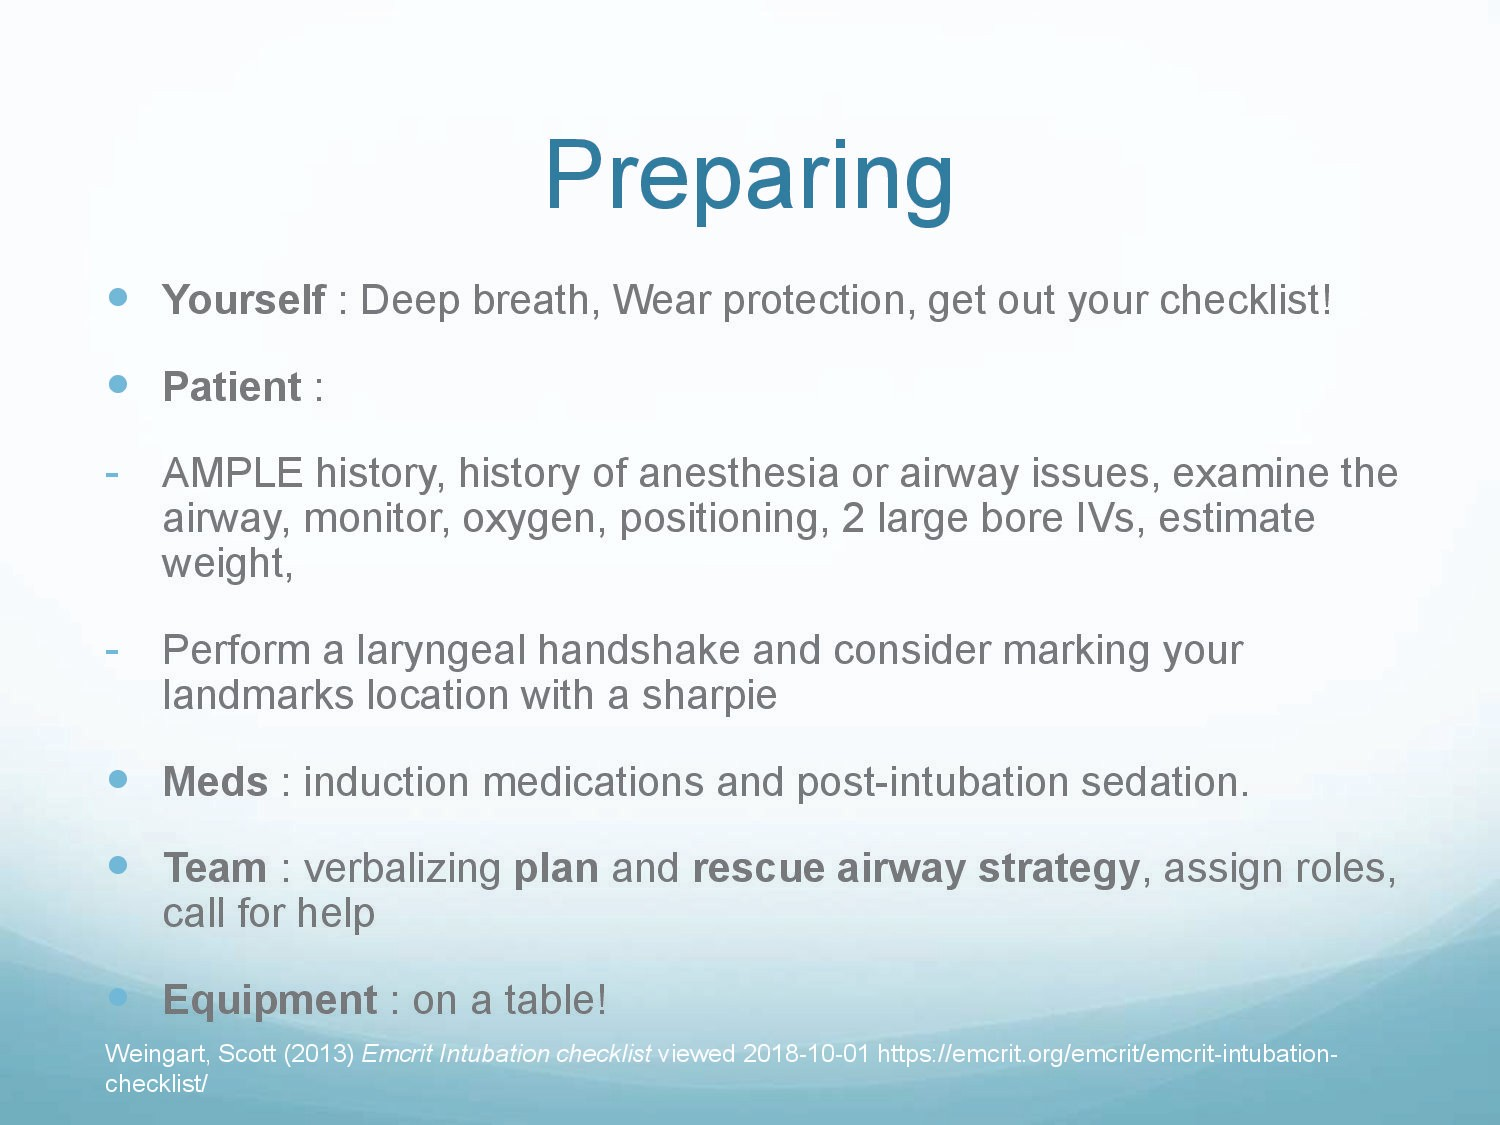 Preparing
● Yourself : Deep breath, Wear protection, get out your checklist!
● Patient :
- AMPLE history, history of anesthesia or airway issues, examine the
airway, monitor, oxygen, positioning, 2 large bore IVs, estimate
weight,
- Perform a laryngeal handshake and consider marking your
landmarks location with a sharpie
● Meds : induction medications and post-intubation sedation.
● Team : verbalizing plan and rescue airway strategy, assign roles,
call for help
● Equipment : on a table!
Weingart, Scott (2013) Emcrit Intubation checklist viewed 2018-10-01 https://emcrit.org/emcrit/emcrit-intubation-
checklist/